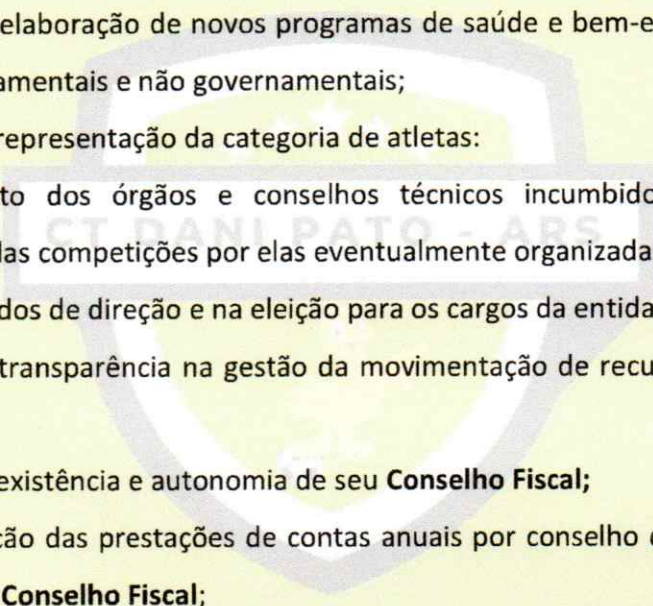 elaboração de novos programas de saúde e bem-e
amentais e não governamentais;
representação da categoria de atletas:
to dos órgãos e conselhos técnicos incumbido
CT DANI PATO - ARS
las competições por elas eventualmente organizada
dos de direção e na eleição para os cargos da entida
transparência na gestão da movimentação de recu
existência e autonomia de seu Conselho Fiscal;
ção das prestações de contas anuais por conselho
Conselho Fiscal;